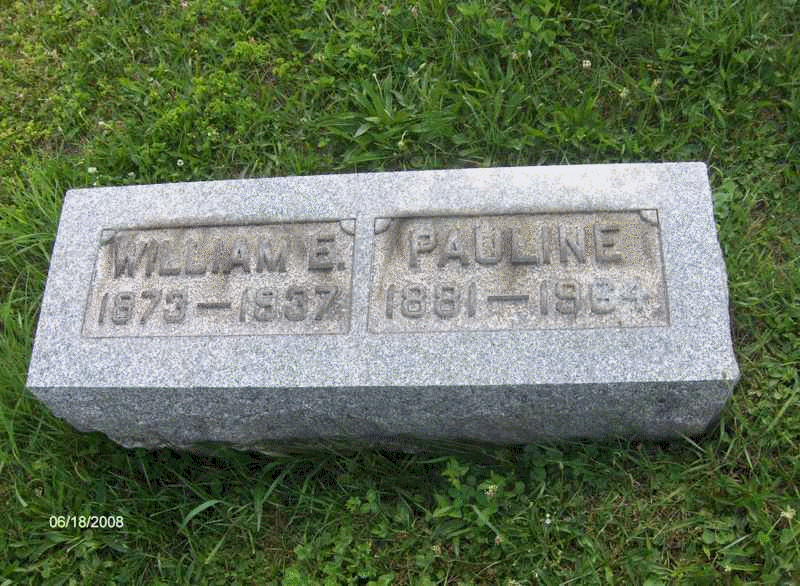 WILLIAM E.
1873 — 1937
PAULINE
1881 — 1964
06/18/2008